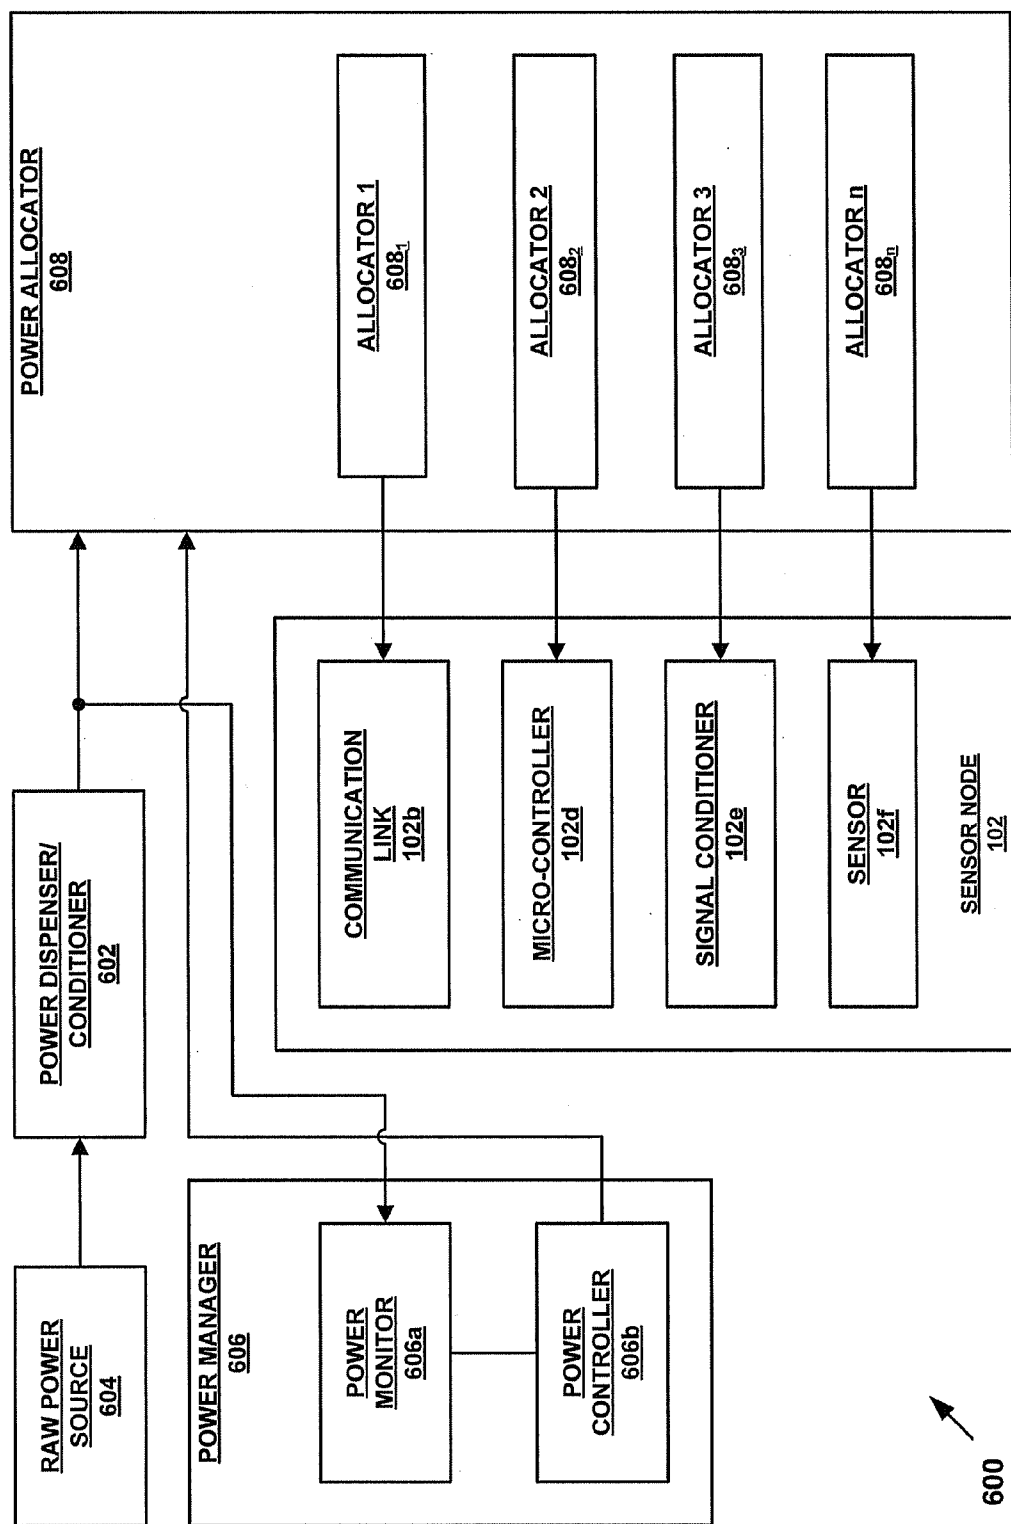 RAW POWER
SOURCE
604
POWER DISPENSER/
CONDITIONER
602
POWER ALLOCATOR
608
POWER MANAGER
606
POWER
MONITOR
606a
POWER
CONTROLLER
606b
COMMUNICATION
LINK
102b
MICRO-CONTROLLER
102d
SIGNAL CONDITIONER
102e
SENSOR
102f
SENSOR NODE
102
ALLOCATOR 1
608₁
ALLOCATOR 2
608₂
ALLOCATOR 3
608₃
ALLOCATOR n
608ₙ
600